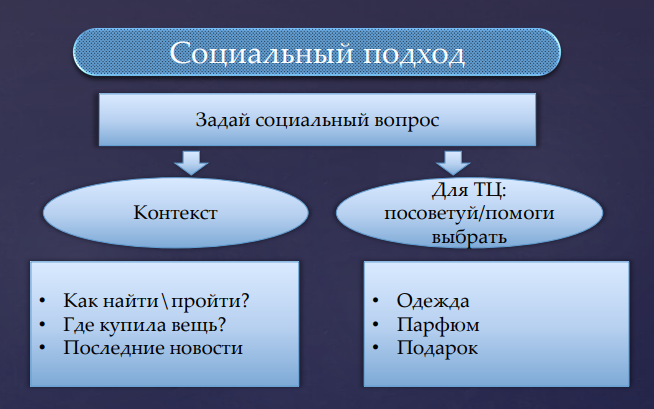 Социальный подход
Задай социальный вопрос
Контекст
Для ТЦ:
посоветуй/помоги
выбрать
• Как найти\пройти?
• Где купила вещь?
• Последние новости
• Одежда
• Парфюм
• Подарок